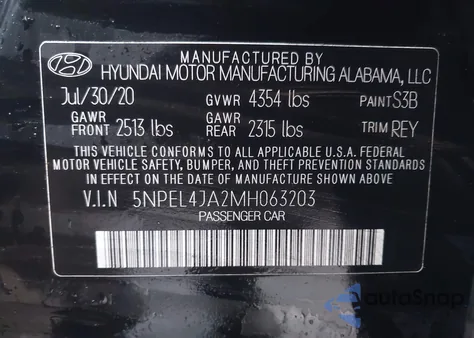 MANUFACTURED BY
HYUNDAI MOTOR MANUFACTURING ALABAMA, LLC
Jul/30/20 GVWR 4354 lbs PAINT S3B
GAWR FRONT 2513 lbs GAWR REAR 2315 lbs TRIM REY
THIS VEHICLE CONFORMS TO ALL APPLICABLE U.S.A. FEDERAL
MOTOR VEHICLE SAFETY, BUMPER, AND THEFT PREVENTION STANDARDS
IN EFFECT ON THE DATE OF MANUFACTURE SHOWN ABOVE.
V.I.N 5NPEL4JA2MH063203
PASSENGER CAR
autoSnap